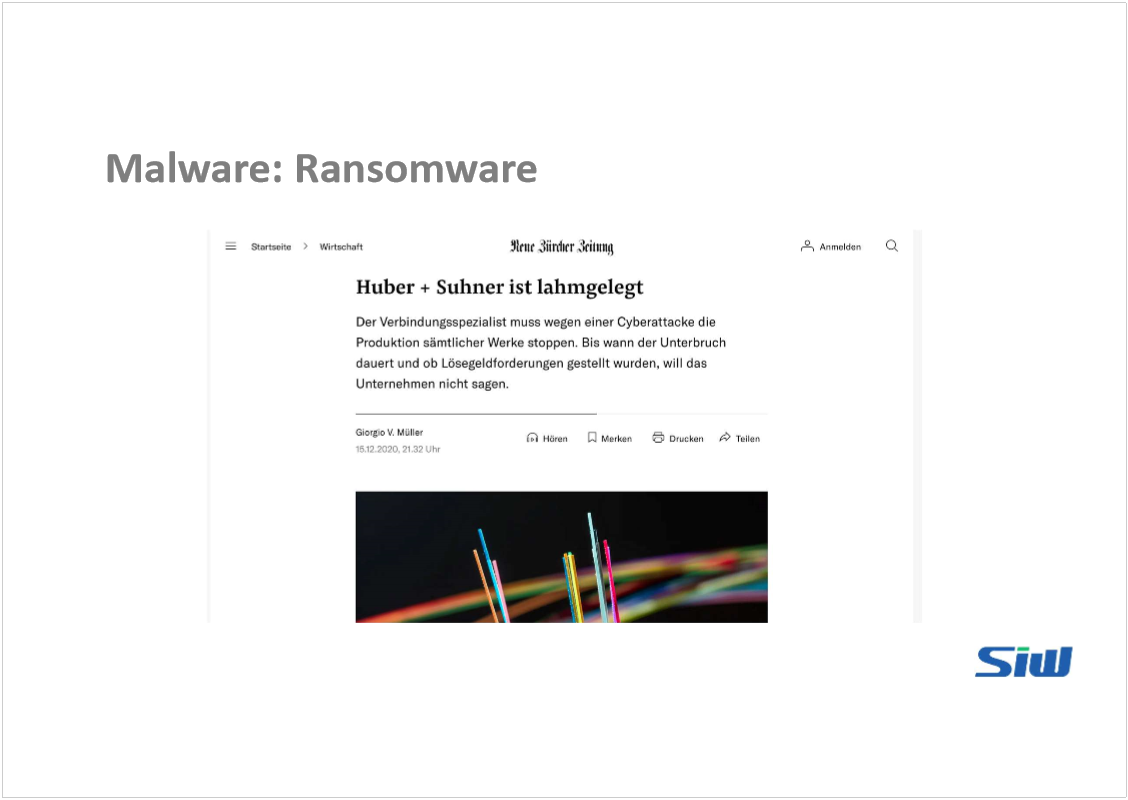 Malware: Ransomware
Startseite > Wirtschaft
Neue Zürcher Zeitung
Anmelden
Huber + Suhner ist lahmgelegt
Der Verbindungsspezialist muss wegen einer Cyberattacke die
Produktion sämtlicher Werke stoppen. Bis wann der Unterbruch
dauert und ob Lösegeldforderungen gestellt wurden, will das
Unternehmen nicht sagen.
Giorgio V. Müller
15.12.2020, 21.32 Uhr
Hören
Merken
Drucken
Teilen
Siw